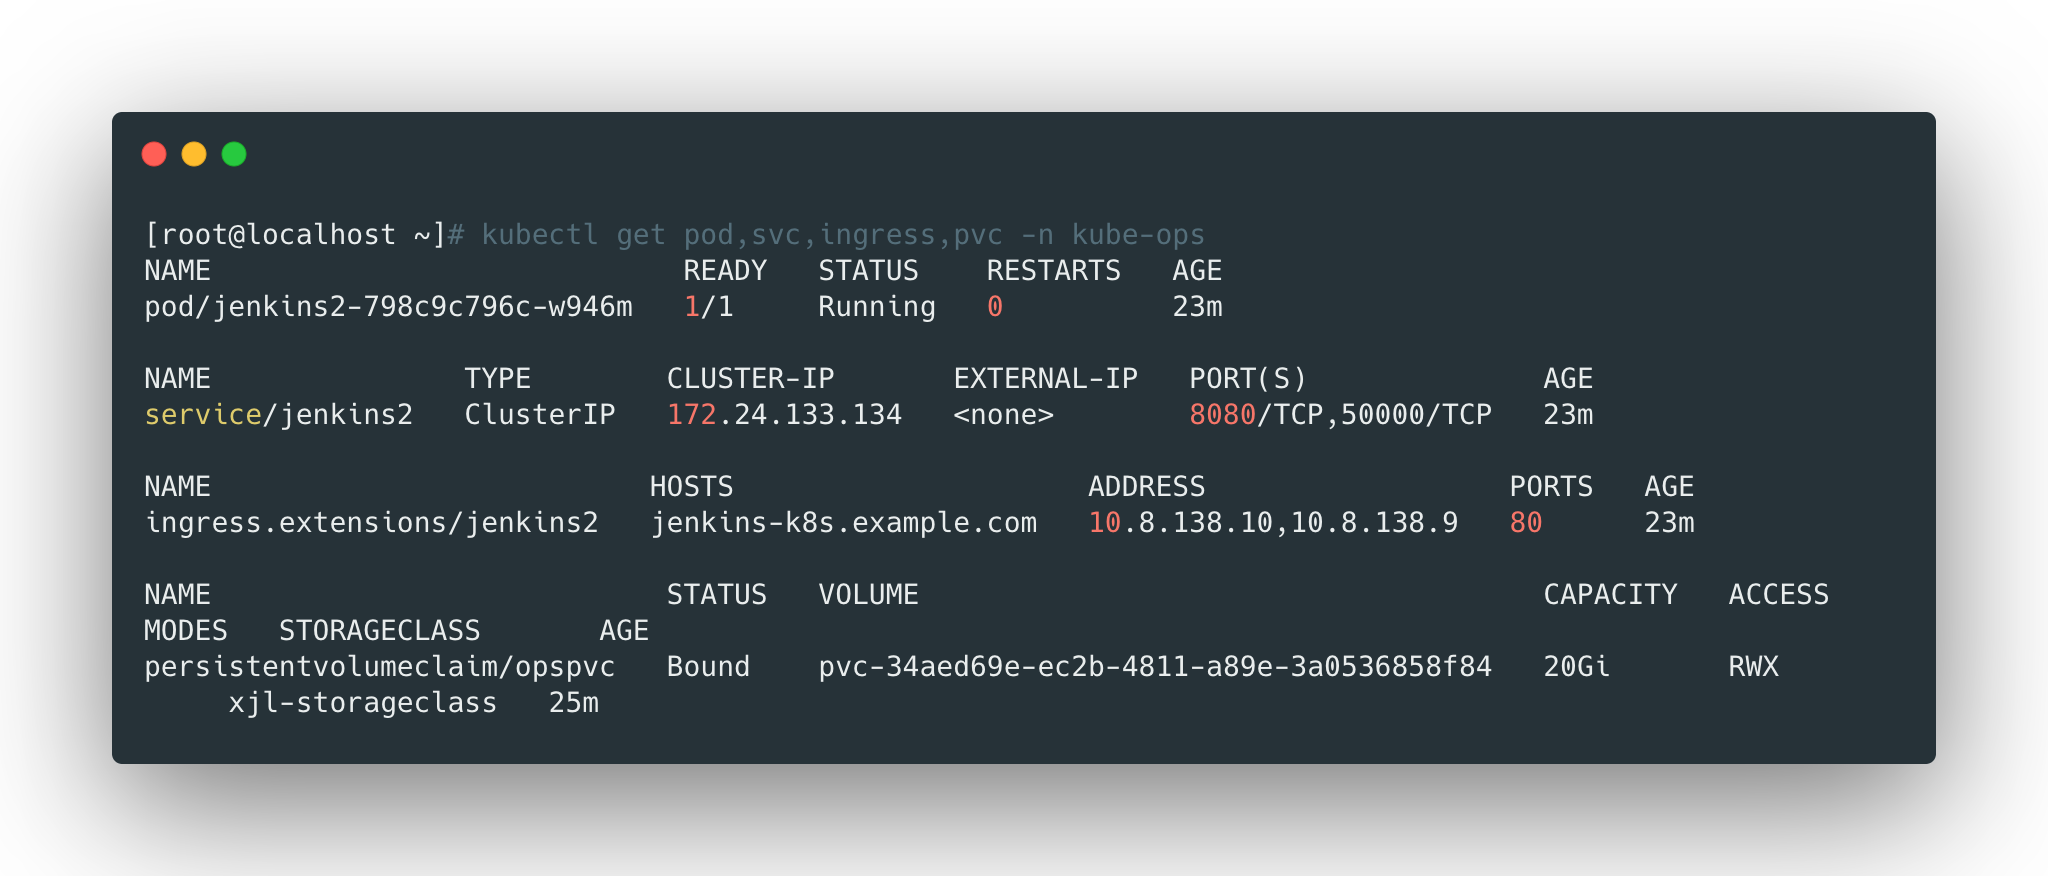 [root@localhost ~]# kubectl get pod,svc,ingress,pvc -n kube-ops
NAME                            READY   STATUS    RESTARTS   AGE
pod/jenkins2-798c9c796c-w946m   1/1     Running   0          23m

NAME               TYPE        CLUSTER-IP       EXTERNAL-IP   PORT(S)              AGE
service/jenkins2   ClusterIP   172.24.133.134   <none>        8080/TCP,50000/TCP   23m

NAME                          HOSTS                     ADDRESS                  PORTS   AGE
ingress.extensions/jenkins2   jenkins-k8s.example.com   10.8.138.10,10.8.138.9   80      23m

NAME                           STATUS   VOLUME                                     CAPACITY   ACCESS
MODES   STORAGECLASS       AGE
persistentvolumeclaim/opspvc   Bound    pvc-34aed69e-ec2b-4811-a89e-3a0536858f84   20Gi       RWX
     xjl-storageclass   25m